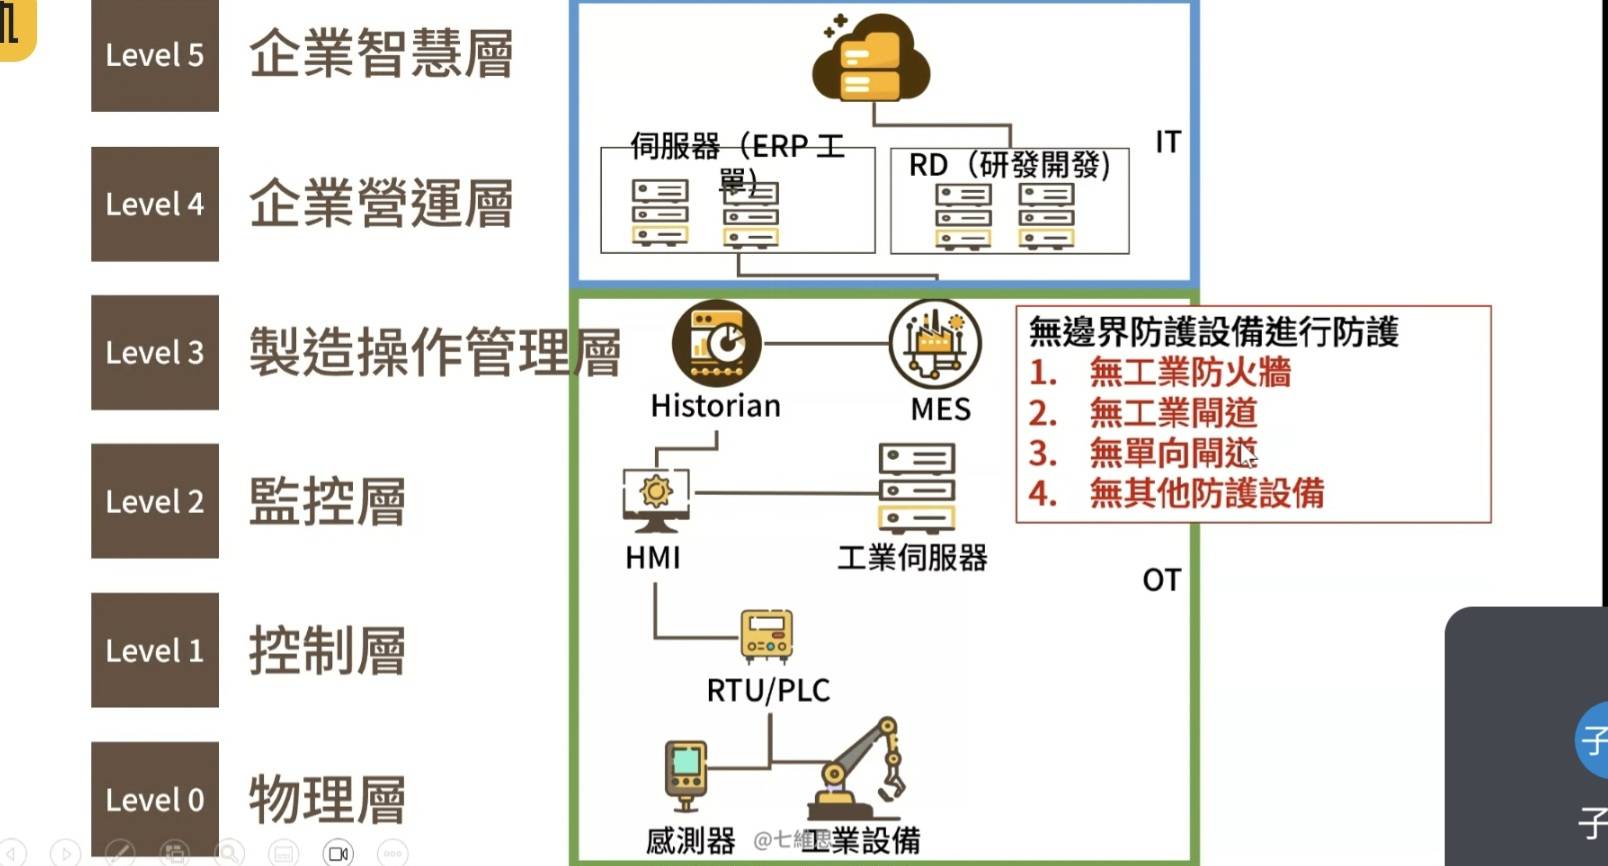 Level 5
企業智慧層
Level 4
企業營運層
Level 3
製造操作管理層
Level 2
監控層
Level 1
控制層
Level 0
物理層
IT
伺服器（ERP 工
單）
RD（研發開發)
Historian
MES
HMI
工業伺服器
RTU/PLC
感測器
工業設備
@七維思
OT
無邊界防護設備進行防護
1. 無工業防火牆
2. 無工業閘道
3. 無單向閘道
4. 無其他防護設備
子
子